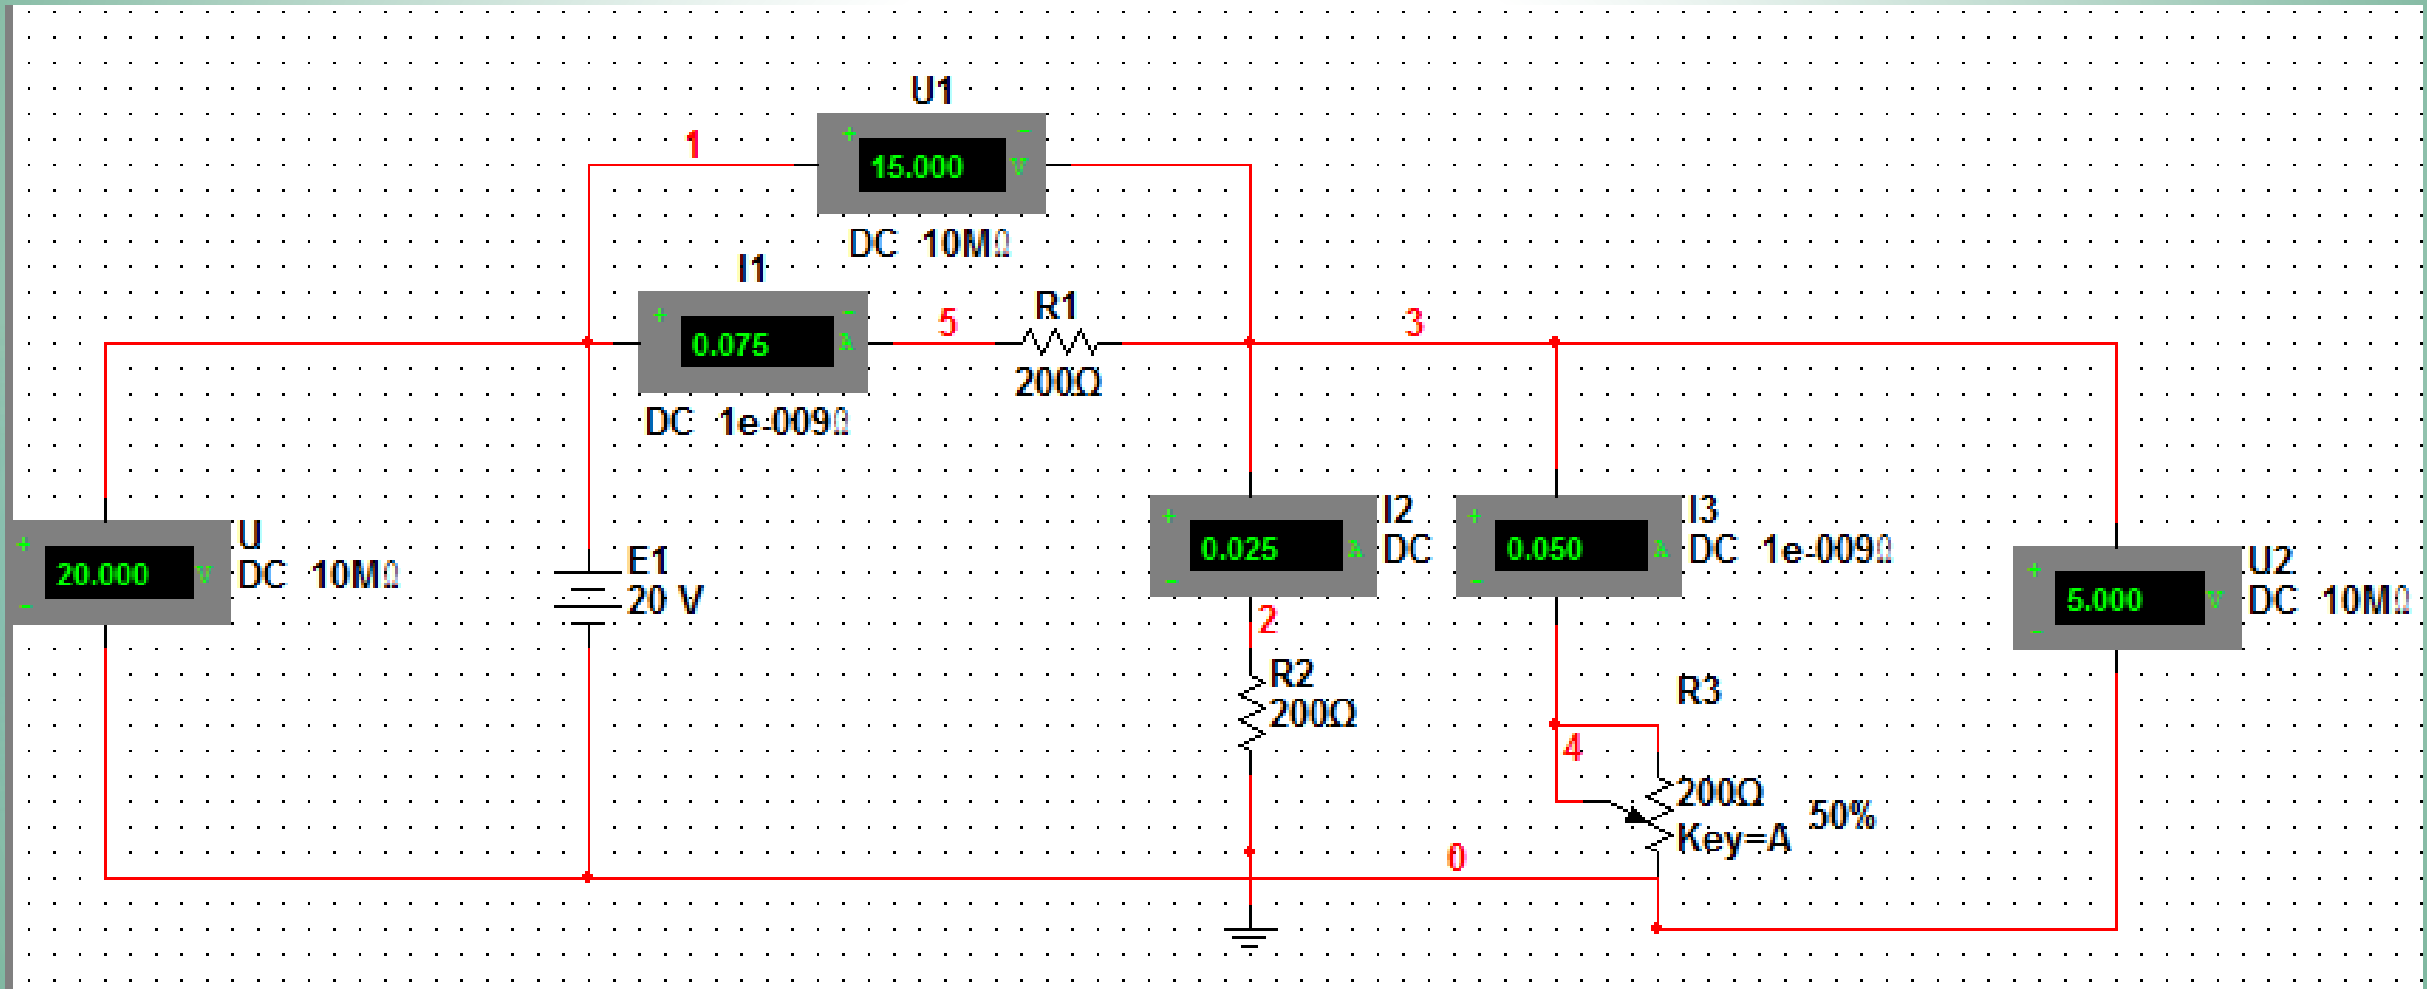 U1
1
+ -
15.000 V
DC 10MΩ
I1
+ -
0.075 A
DC 1e-009Ω
5
R1
200Ω
3
+
20.000 V
-
U
DC 10MΩ
E1
20 V
+
0.025 A
-
I2
DC
+
0.050 A
-
I3
DC 1e-009Ω
+
5.000 V
-
U2
DC 10MΩ
2
R2
200Ω
R3
4
200Ω
Key=A
50%
0